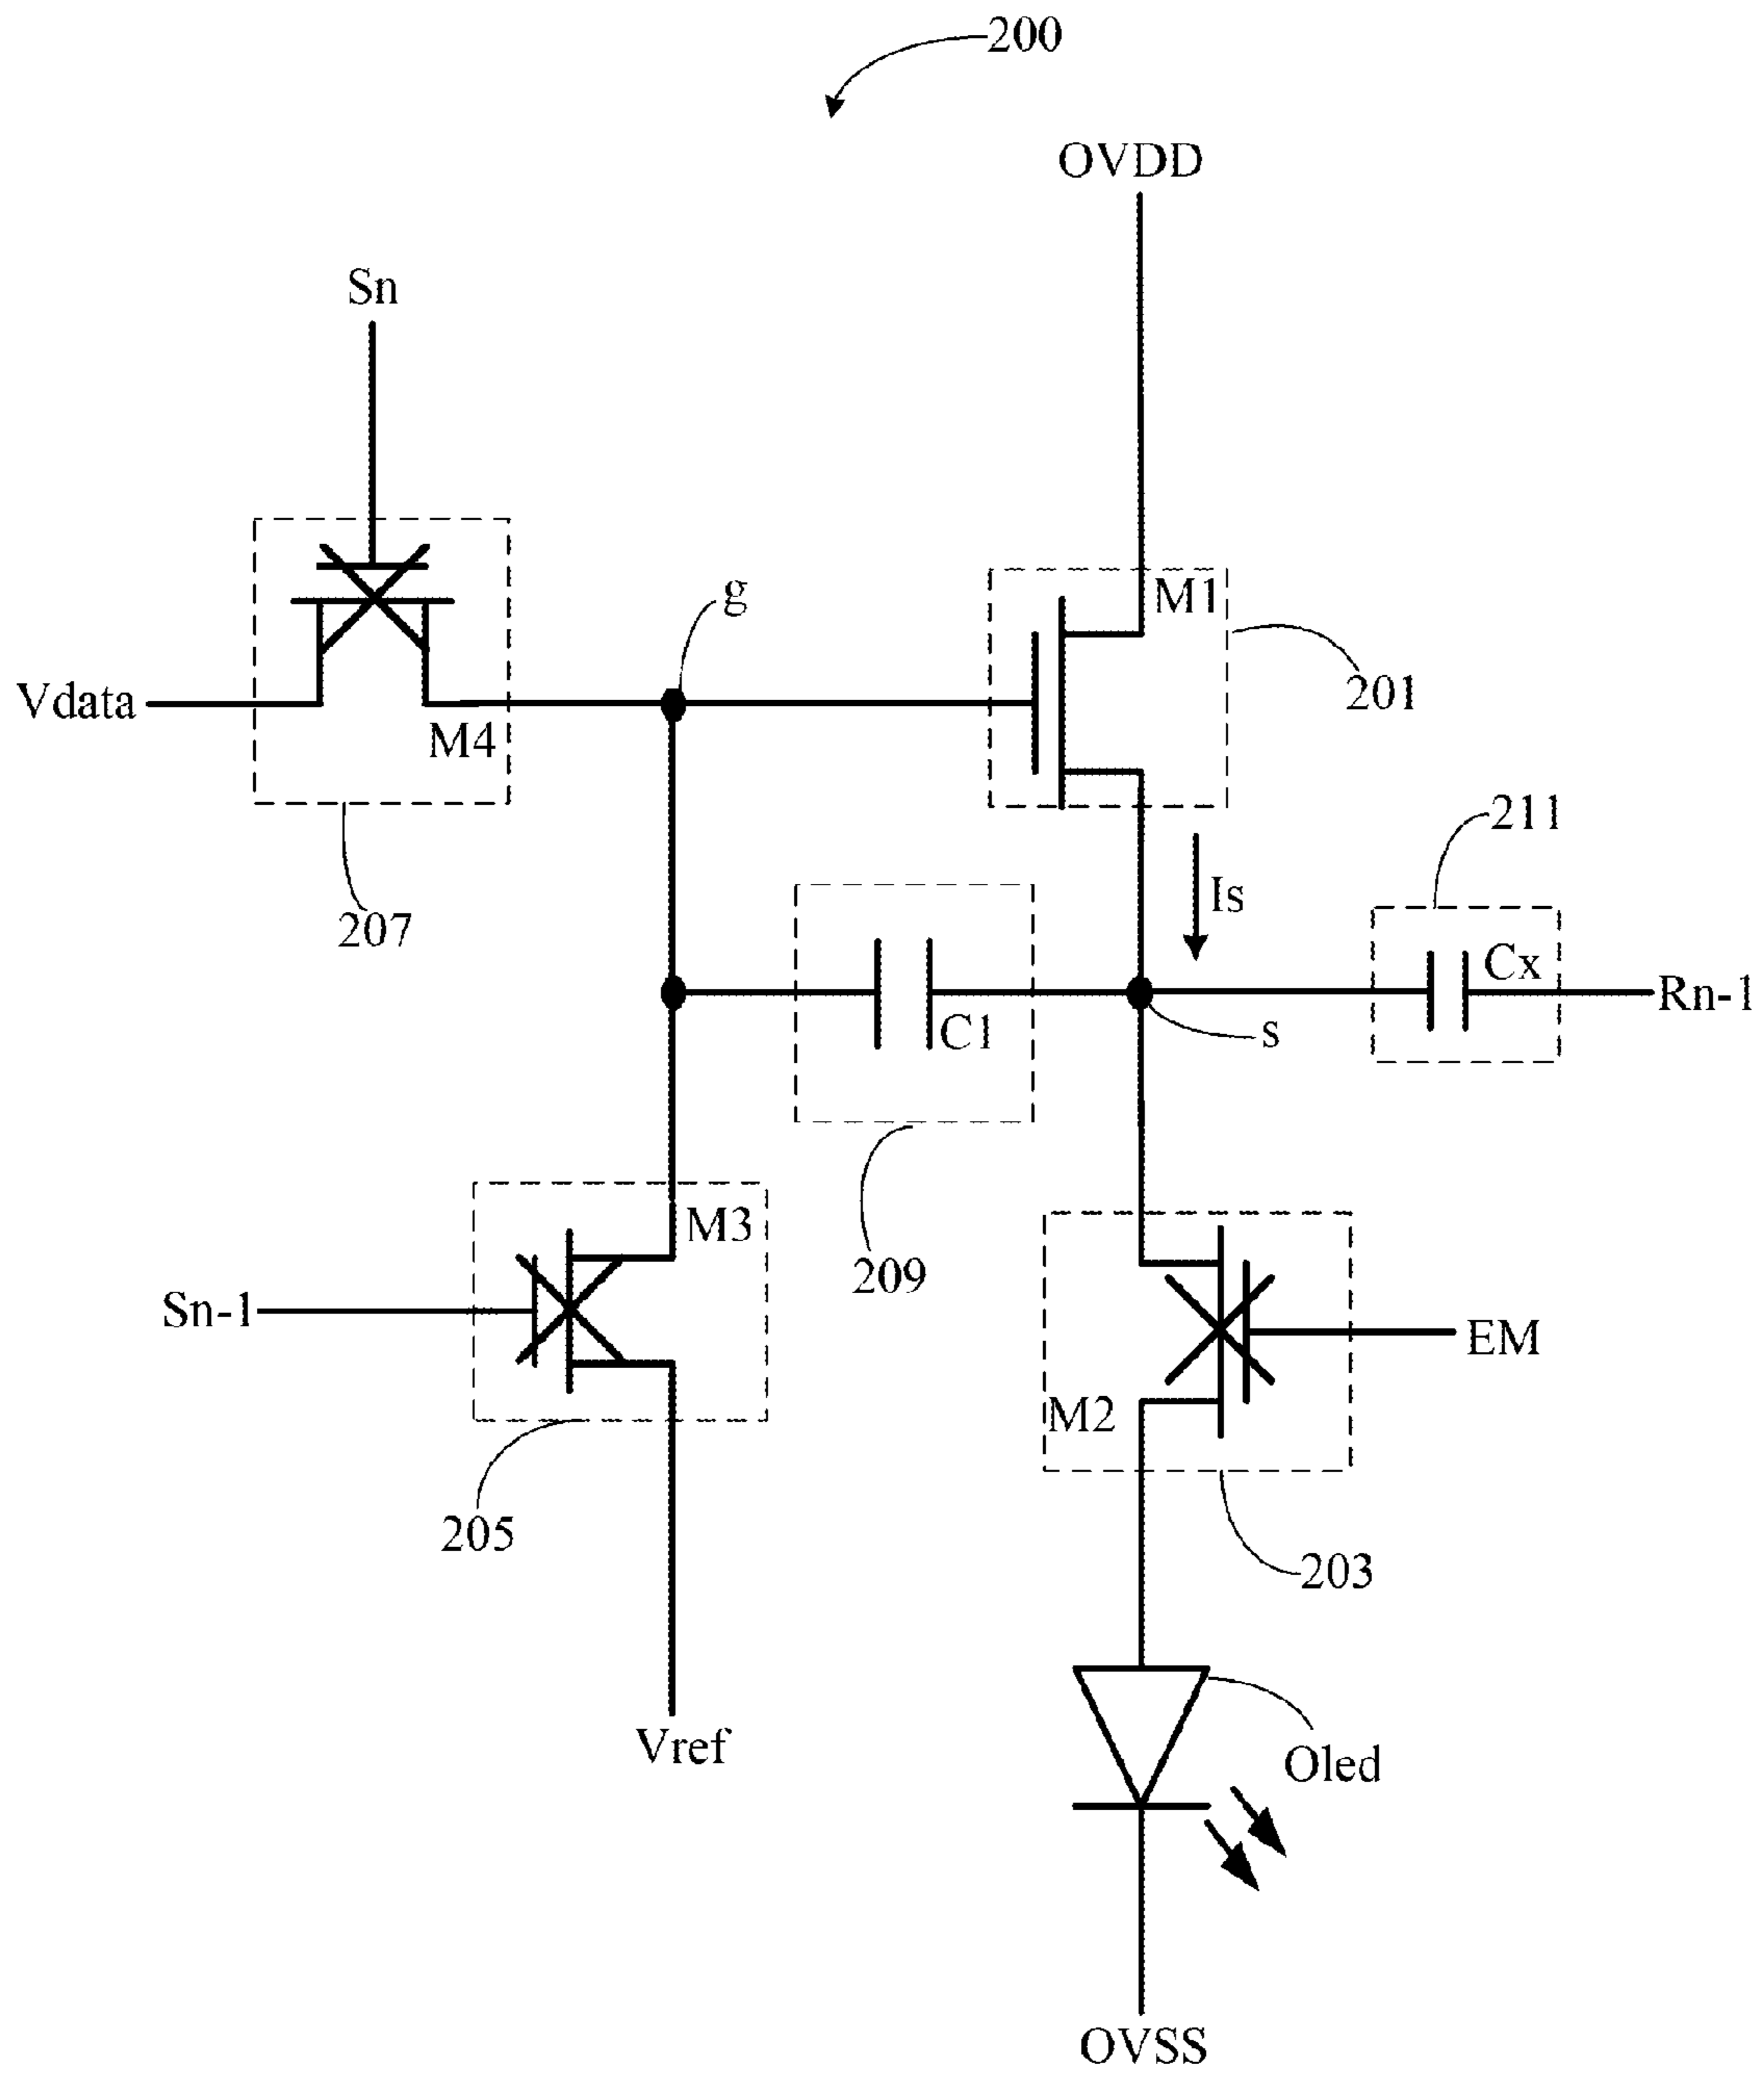 200
OVDD
Sn
M1
g
201
Vdata
M4
211
Is
207
Cx
Rn-1
C1
s
M3
209
Sn-1
EM
M2
205
203
Vref
Oled
OVSS